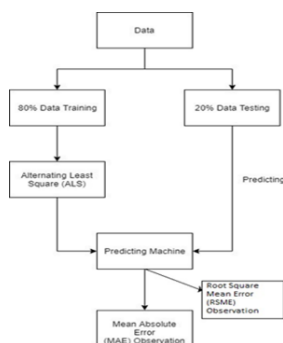 Data
80% Data Training
20% Data Testing
Alternating Least
Square (ALS)
Predicting
Predicting Machine
Root Square
Mean Error
(RSME)
Observation
Mean Absolute
Error
(MAE) Observation